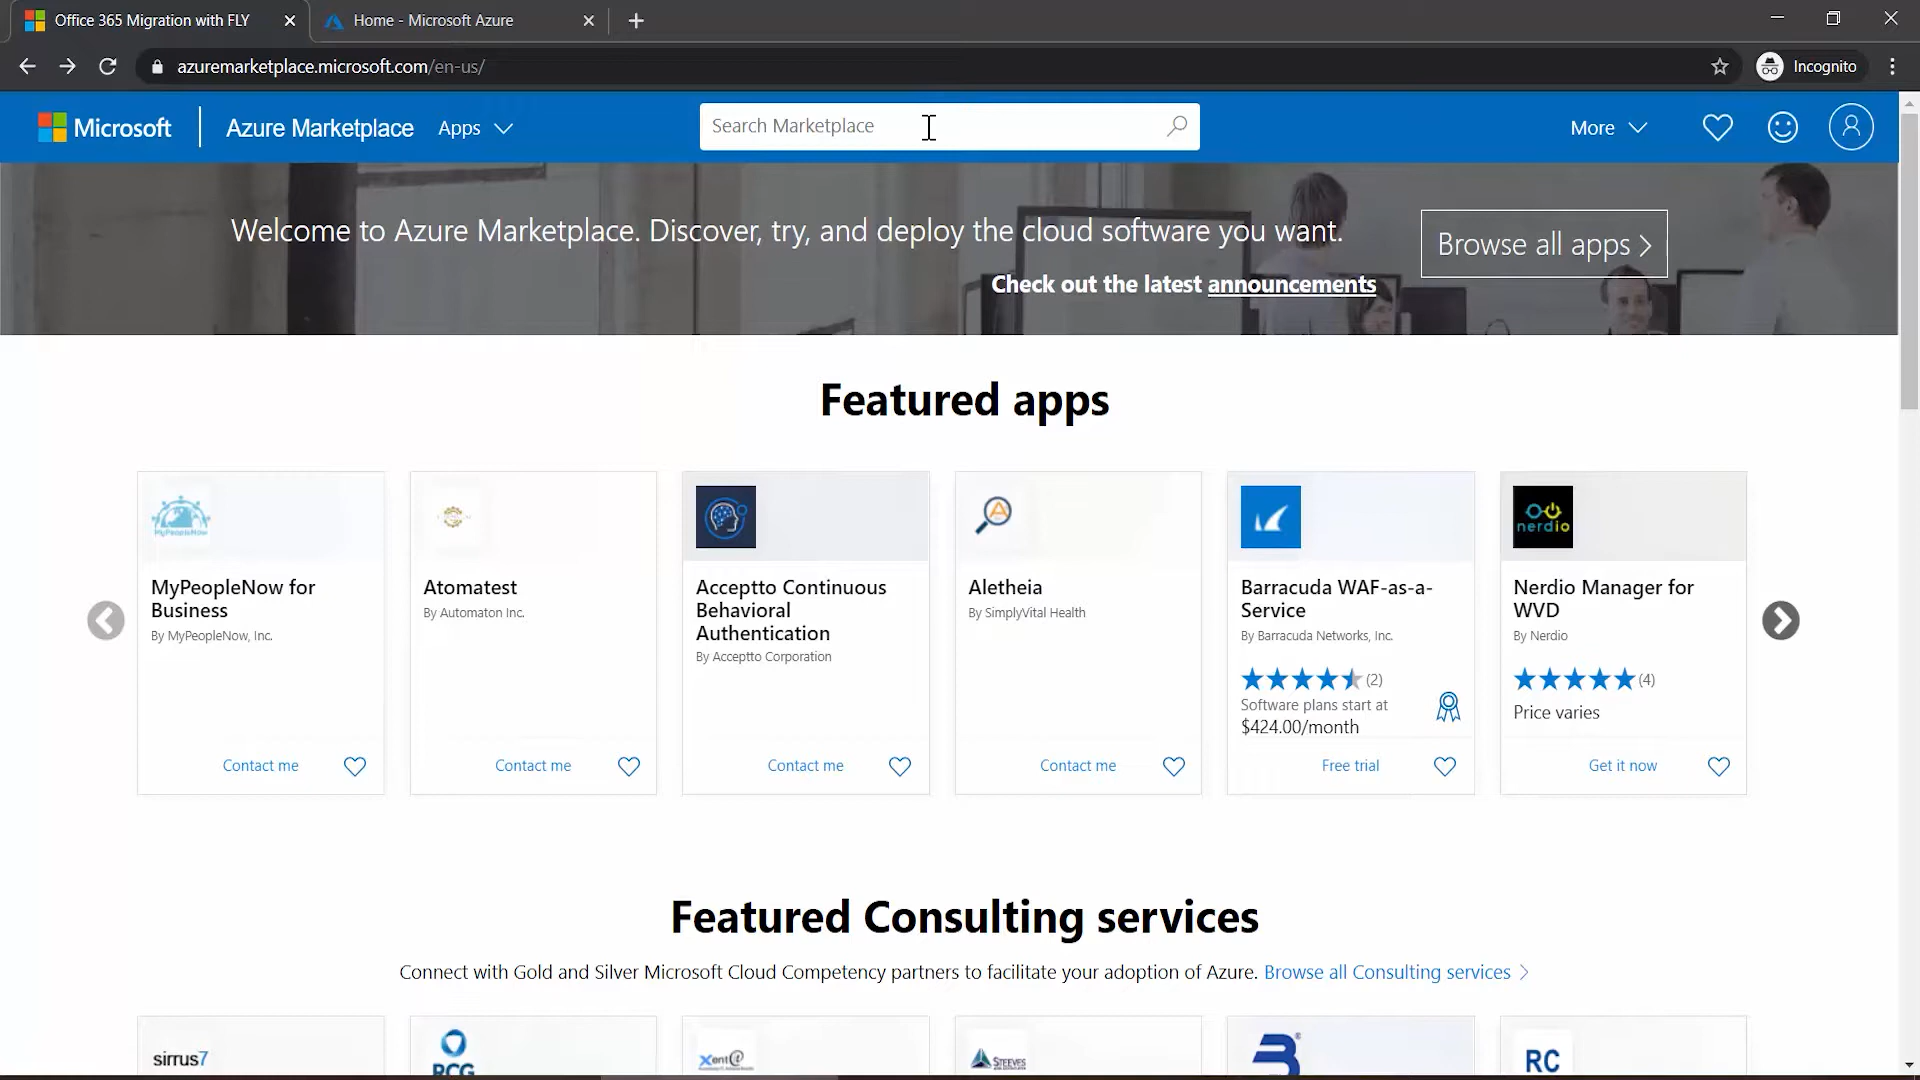 Office 365 Migration with FLY
Home - Microsoft Azure
azuremarketplace.microsoft.com/en-us/
Incognito
Microsoft
Azure Marketplace
Apps
Search Marketplace
More
Welcome to Azure Marketplace. Discover, try, and deploy the cloud software you want.
Browse all apps
Check out the latest announcements
Featured apps
MyPeopleNow
MyPeopleNow for
Business
By MyPeopleNow, Inc.
Contact me
Atomatest
By Automaton Inc.
Contact me
Acceptto Continuous
Behavioral
Authentication
By Acceptto Corporation
Contact me
Aletheia
By SimplyVital Health
Contact me
Barracuda WAF-as-a-
Service
By Barracuda Networks, Inc.
(2)
Software plans start at
$424.00/month
Free trial
nerdio
Nerdio Manager for
WVD
By Nerdio
(4)
Price varies
Get it now
Featured Consulting services
Connect with Gold and Silver Microsoft Cloud Competency partners to facilitate your adoption of Azure. Browse all Consulting services
sirrus7
RCG
Xent@
STEEVES
B
RC